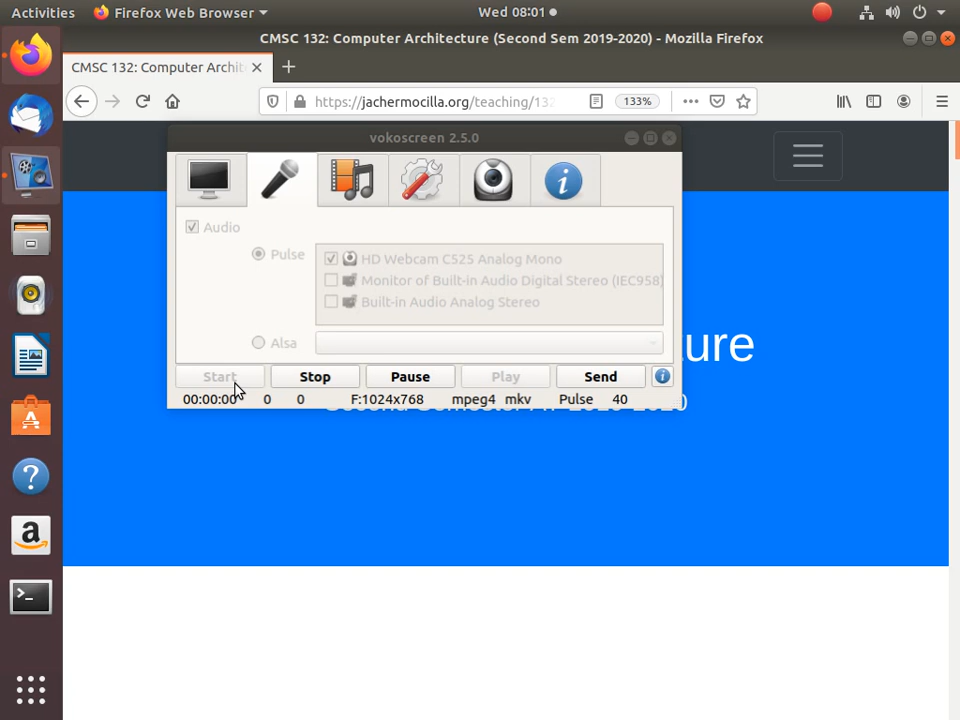 Activities Firefox Web Browser Wed 08:01
CMSC 132: Computer Architecture (Second Sem 2019-2020) - Mozilla Firefox
CMSC 132: Computer Archit
https://jachermocilla.org/teaching/132 133%
vokoscreen 2.5.0
Audio
Pulse
HD Webcam C525 Analog Mono
Monitor of Built-in Audio Digital Stereo (IEC958)
Built-in Audio Analog Stereo
Alsa
ture
Start Stop Pause Play Send
00:00:00 0 0 F:1024x768 mpeg4 mkv Pulse 40